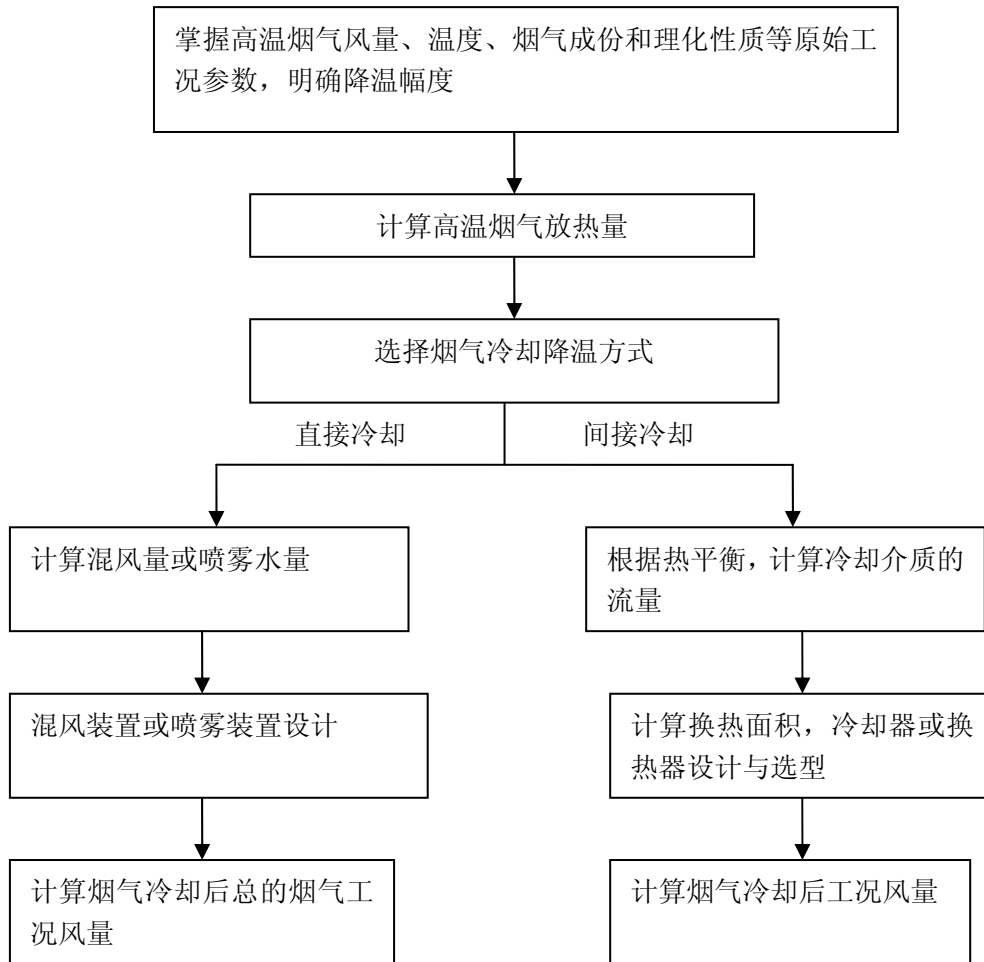 掌握高温烟气风量、温度、烟气成份和理化性质等原始工
况参数，明确降温幅度
计算高温烟气放热量
选择烟气冷却降温方式
直接冷却
间接冷却
计算混风量或喷雾水量
根据热平衡，计算冷却介质的
流量
混风装置或喷雾装置设计
计算换热面积，冷却器或换
热器设计与选型
计算烟气冷却后总的烟气工
况风量
计算烟气冷却后工况风量